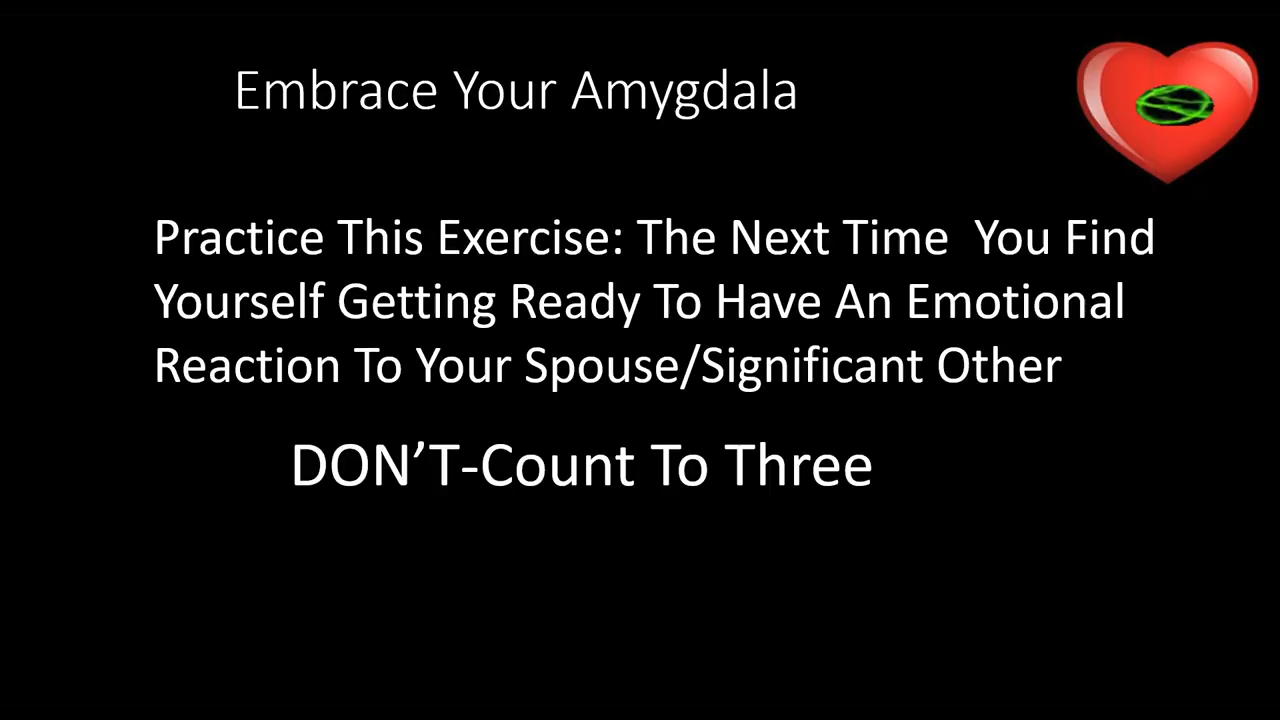 Embrace Your Amygdala
Practice This Exercise: The Next Time  You Find
Yourself Getting Ready To Have An Emotional
Reaction To Your Spouse/Significant Other
DON’T-Count To Three